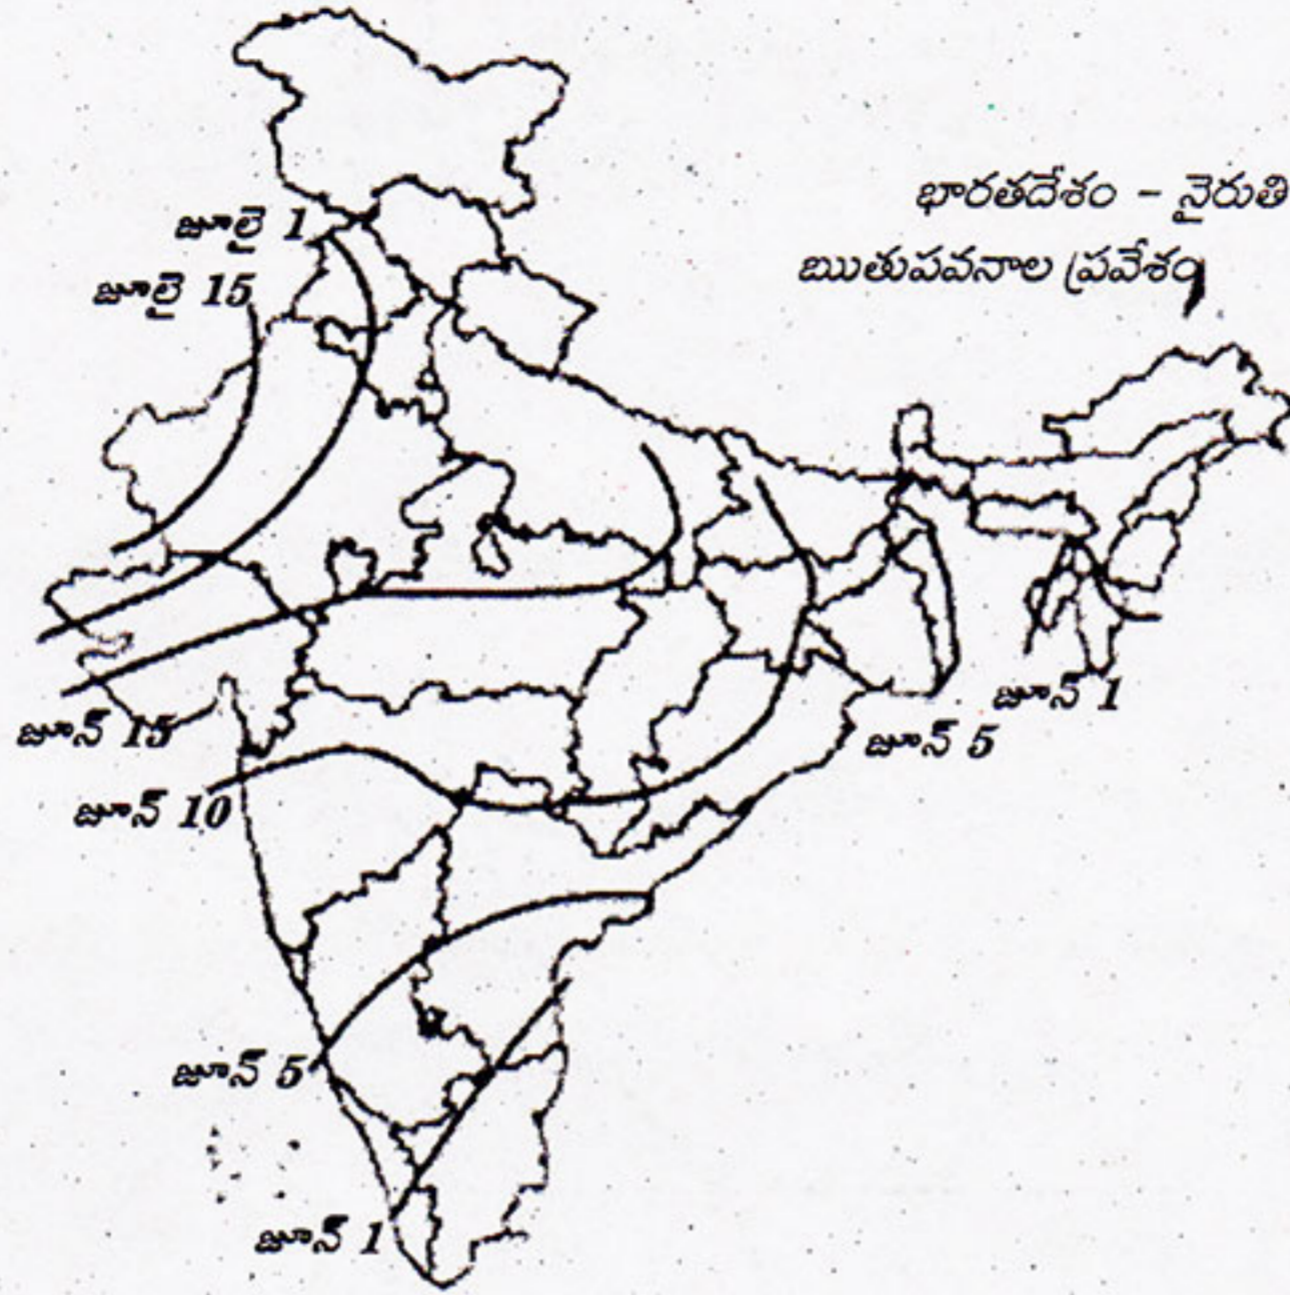 భారతదేశం - నైరుతి
ఋతుపవనాల ప్రవేశం
జూలై 1
జూలై 15
జూన్ 15
జూన్ 10
జూన్ 5
జూన్ 1
జూన్ 5
జూన్ 1